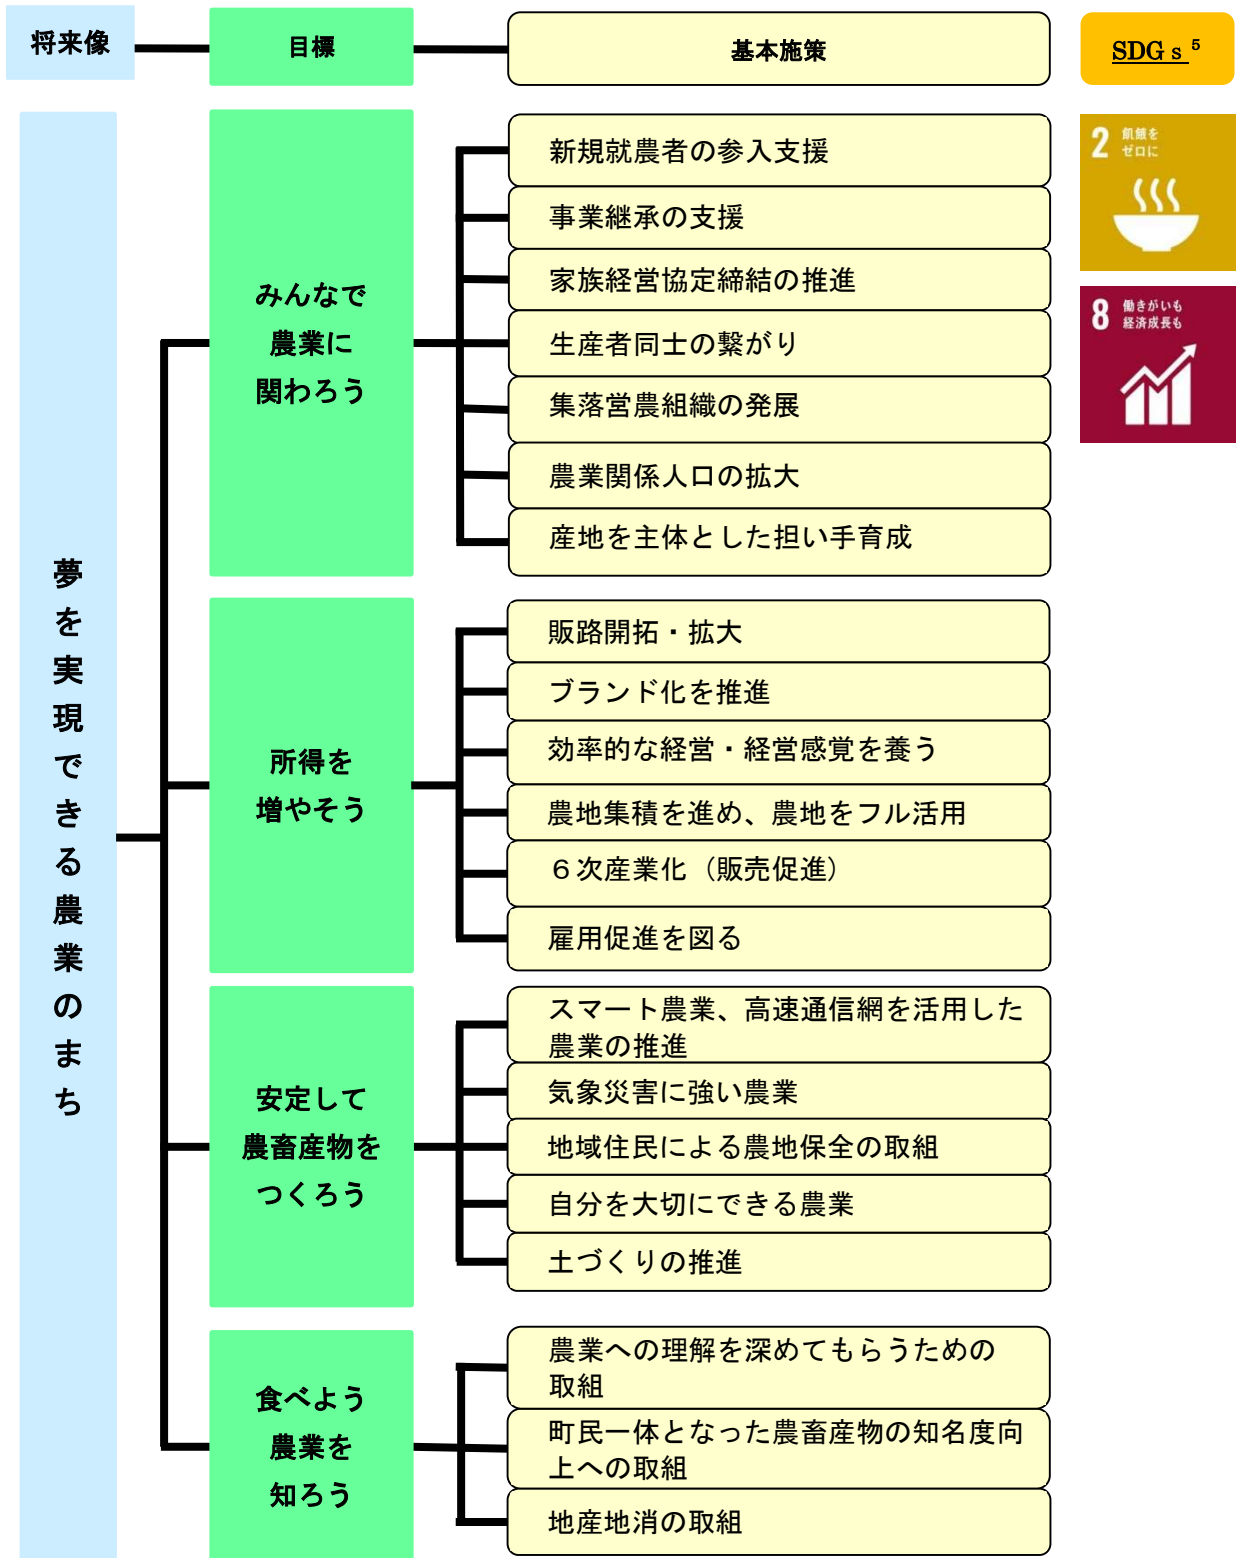 将来像
目標
基本施策
SDGs 5
2 飢餓を
ゼロに
8 働きがいも
経済成長も
夢を実現できる農業のまち
みんなで
農業に
関わろう
新規就農者の参入支援
事業継承の支援
家族経営協定締結の推進
生産者同士の繋がり
集落営農組織の発展
農業関係人口の拡大
産地を主体とした担い手育成
所得を
増やそう
販路開拓・拡大
ブランド化を推進
効率的な経営・経営感覚を養う
農地集積を進め、農地をフル活用
６次産業化（販売促進）
雇用促進を図る
安定して
農畜産物を
つくろう
スマート農業、高速通信網を活用した
農業の推進
気象災害に強い農業
地域住民による農地保全の取組
自分を大切にできる農業
土づくりの推進
食べよう
農業を
知ろう
農業への理解を深めてもらうための
取組
町民一体となった農畜産物の知名度向
上への取組
地産地消の取組